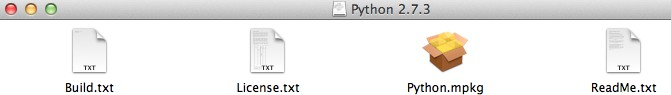 Python 2.7.3
TXT TXT TXT
Build.txt License.txt Python.mpkg ReadMe.txt